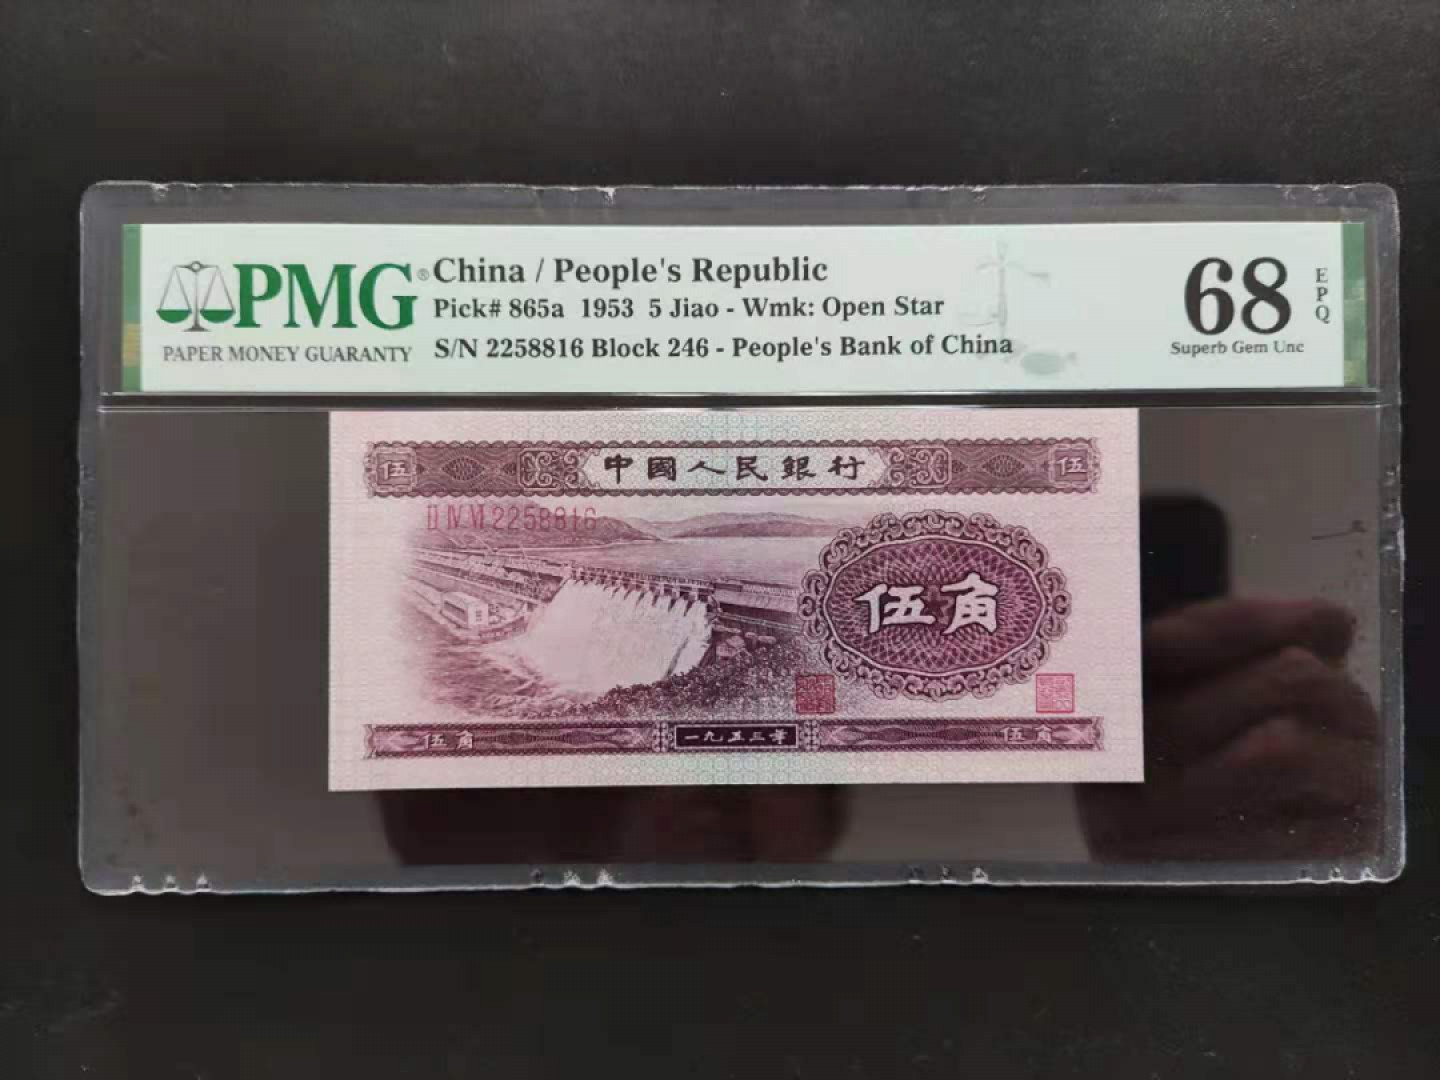 PMG®
PAPER MONEY GUARANTY
China / People's Republic
Pick# 865a 1953 5 Jiao - Wmk: Open Star
S/N 2258816 Block 246 - People's Bank of China
68
EPQ
Superb Gem Unc
伍 中國人民銀行 伍
II IV VI 2258816
伍角
伍角 一九五三年 伍角